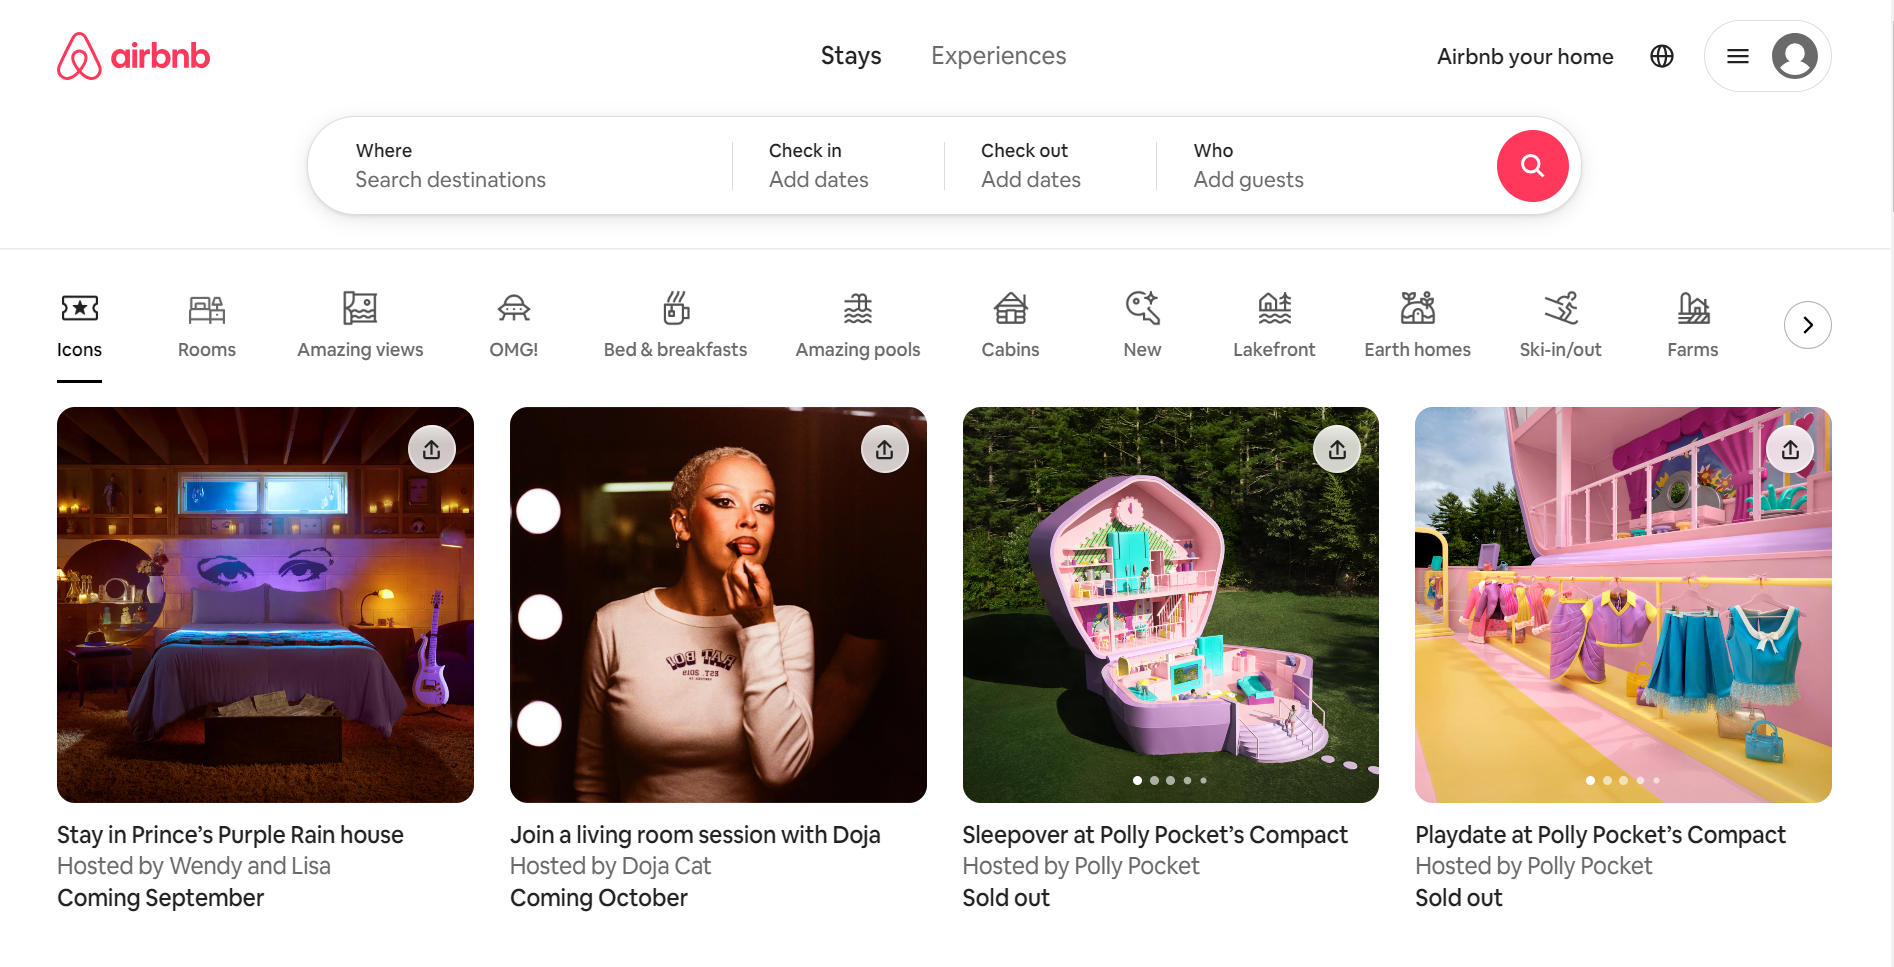 airbnb
Stays
Experiences
Airbnb your home
Where
Search destinations
Check in
Add dates
Check out
Add dates
Who
Add guests
Icons
Rooms
Amazing views
OMG!
Bed & breakfasts
Amazing pools
Cabins
New
Lakefront
Earth homes
Ski-in/out
Farms
RAT BOI
EST. 2019
Stay in Prince’s Purple Rain house
Hosted by Wendy and Lisa
Coming September
Join a living room session with Doja
Hosted by Doja Cat
Coming October
Sleepover at Polly Pocket’s Compact
Hosted by Polly Pocket
Sold out
Playdate at Polly Pocket’s Compact
Hosted by Polly Pocket
Sold out